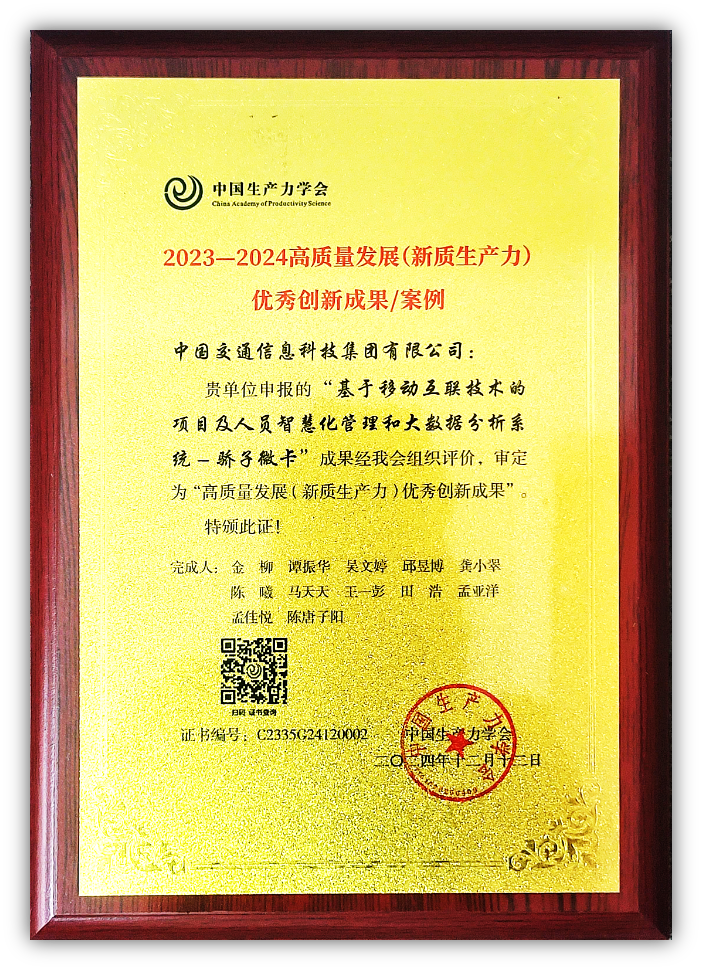 中国生产力学会
China Academy of Productivity Science
2023—2024高质量发展(新质生产力)
优秀创新成果/案例
中国交通信息科技集团有限公司：
贵单位申报的“基于移动互联技术的
项目及人员智慧化管理和大数据分析系
统–骄子微卡”成果经我会组织评价，审定
为“高质量发展(新质生产力)优秀创新成果”。
特颁此证！
完成人： 金 柳 谭振华 吴文婷 邱昱博 龚小翠
陈 曦 马天天 王一彭 田 浩 孟亚洋
孟佳悦 陈唐子阳
扫码 证书查询
证书编号：C2335G24120002
中国生产力学会
二〇二四年十二月十三日
中国生产力学会